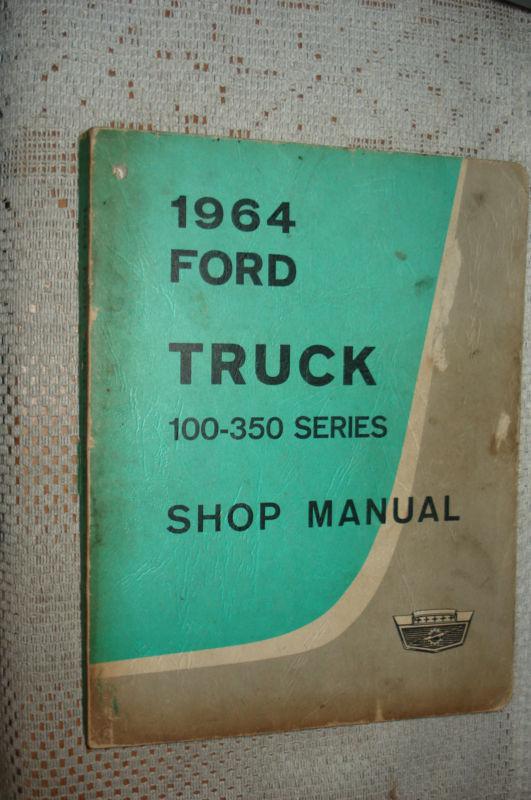 1964
FORD
TRUCK
100-350 SERIES
SHOP MANUAL